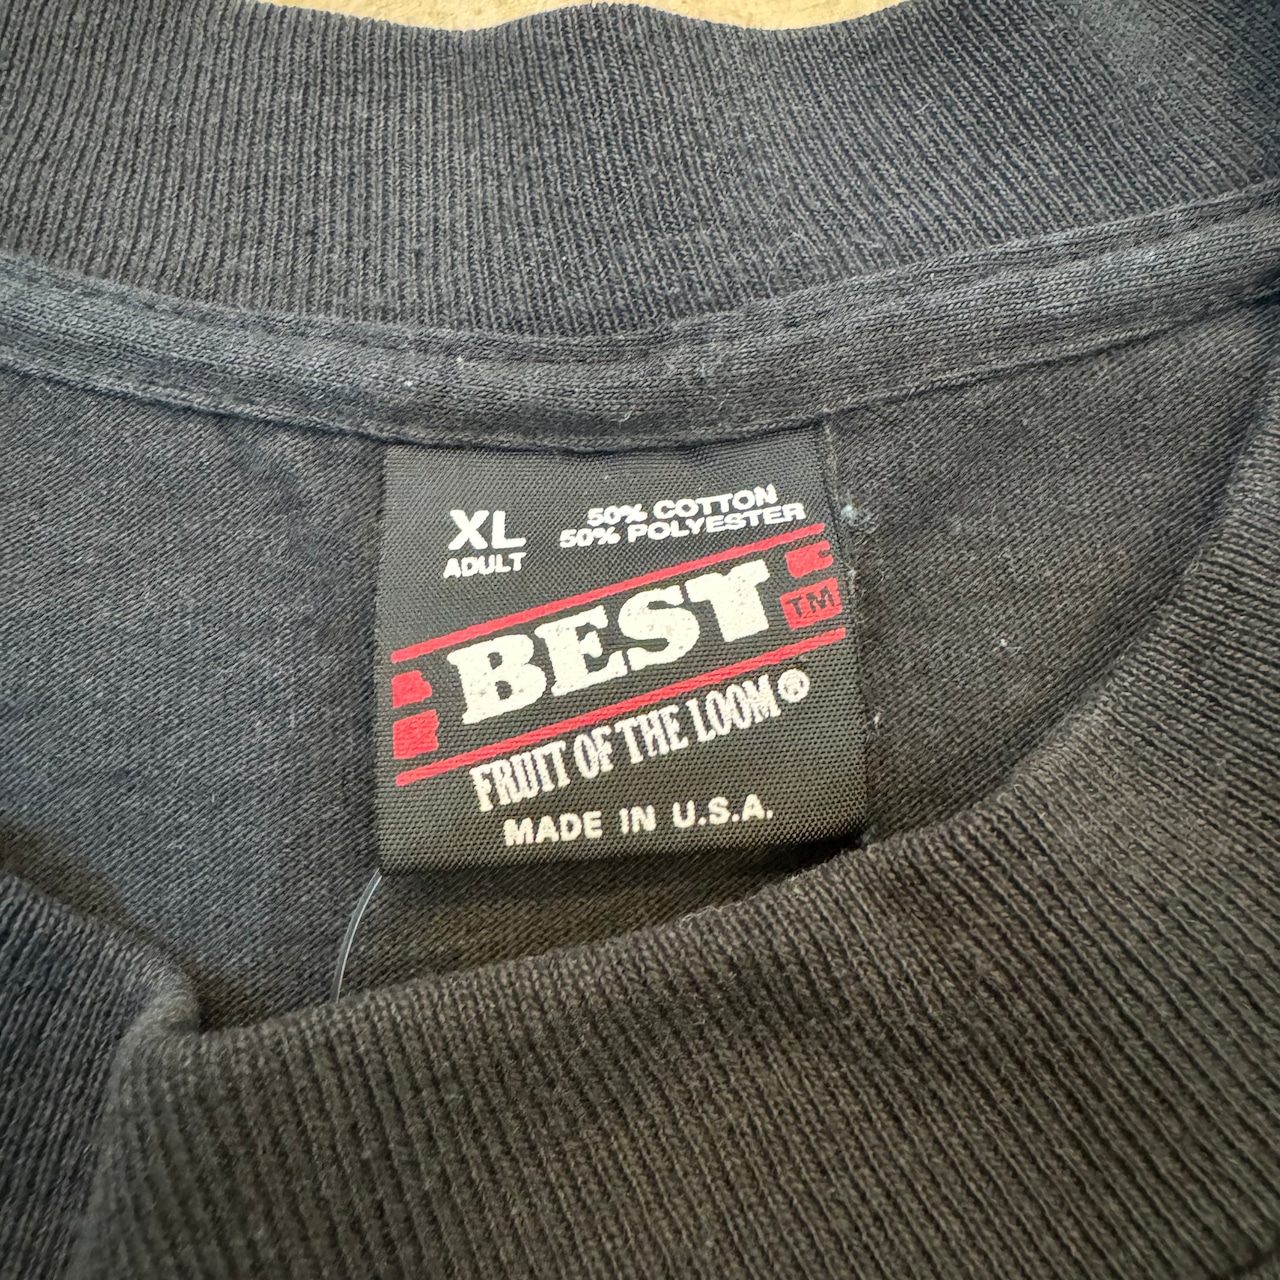 XL
ADULT
50% COTTON
50% POLYESTER
BEST
TM
FRUIT OF THE LOOM®
MADE IN U.S.A.